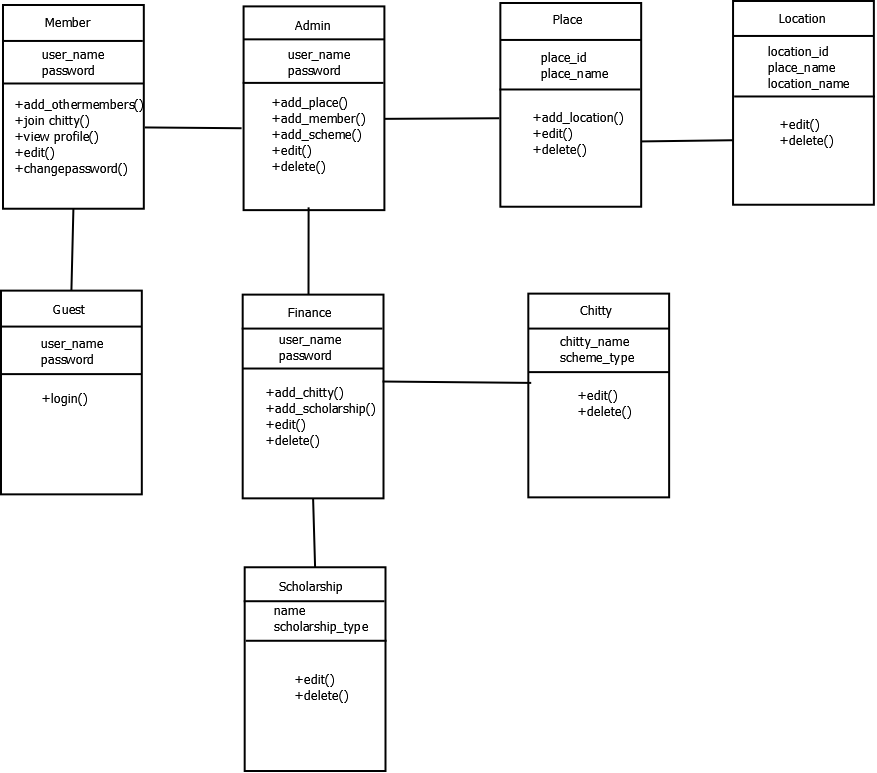 Member
user_name
password
+add_othermembers()
+join chitty()
+view profile()
+edit()
+changepassword()
Admin
user_name
password
+add_place()
+add_member()
+add_scheme()
+edit()
+delete()
Place
place_id
place_name
+add_location()
+edit()
+delete()
Location
location_id
place_name
location_name
+edit()
+delete()
Guest
user_name
password
+login()
Finance
user_name
password
+add_chitty()
+add_scholarship()
+edit()
+delete()
Chitty
chitty_name
scheme_type
+edit()
+delete()
Scholarship
name
scholarship_type
+edit()
+delete()